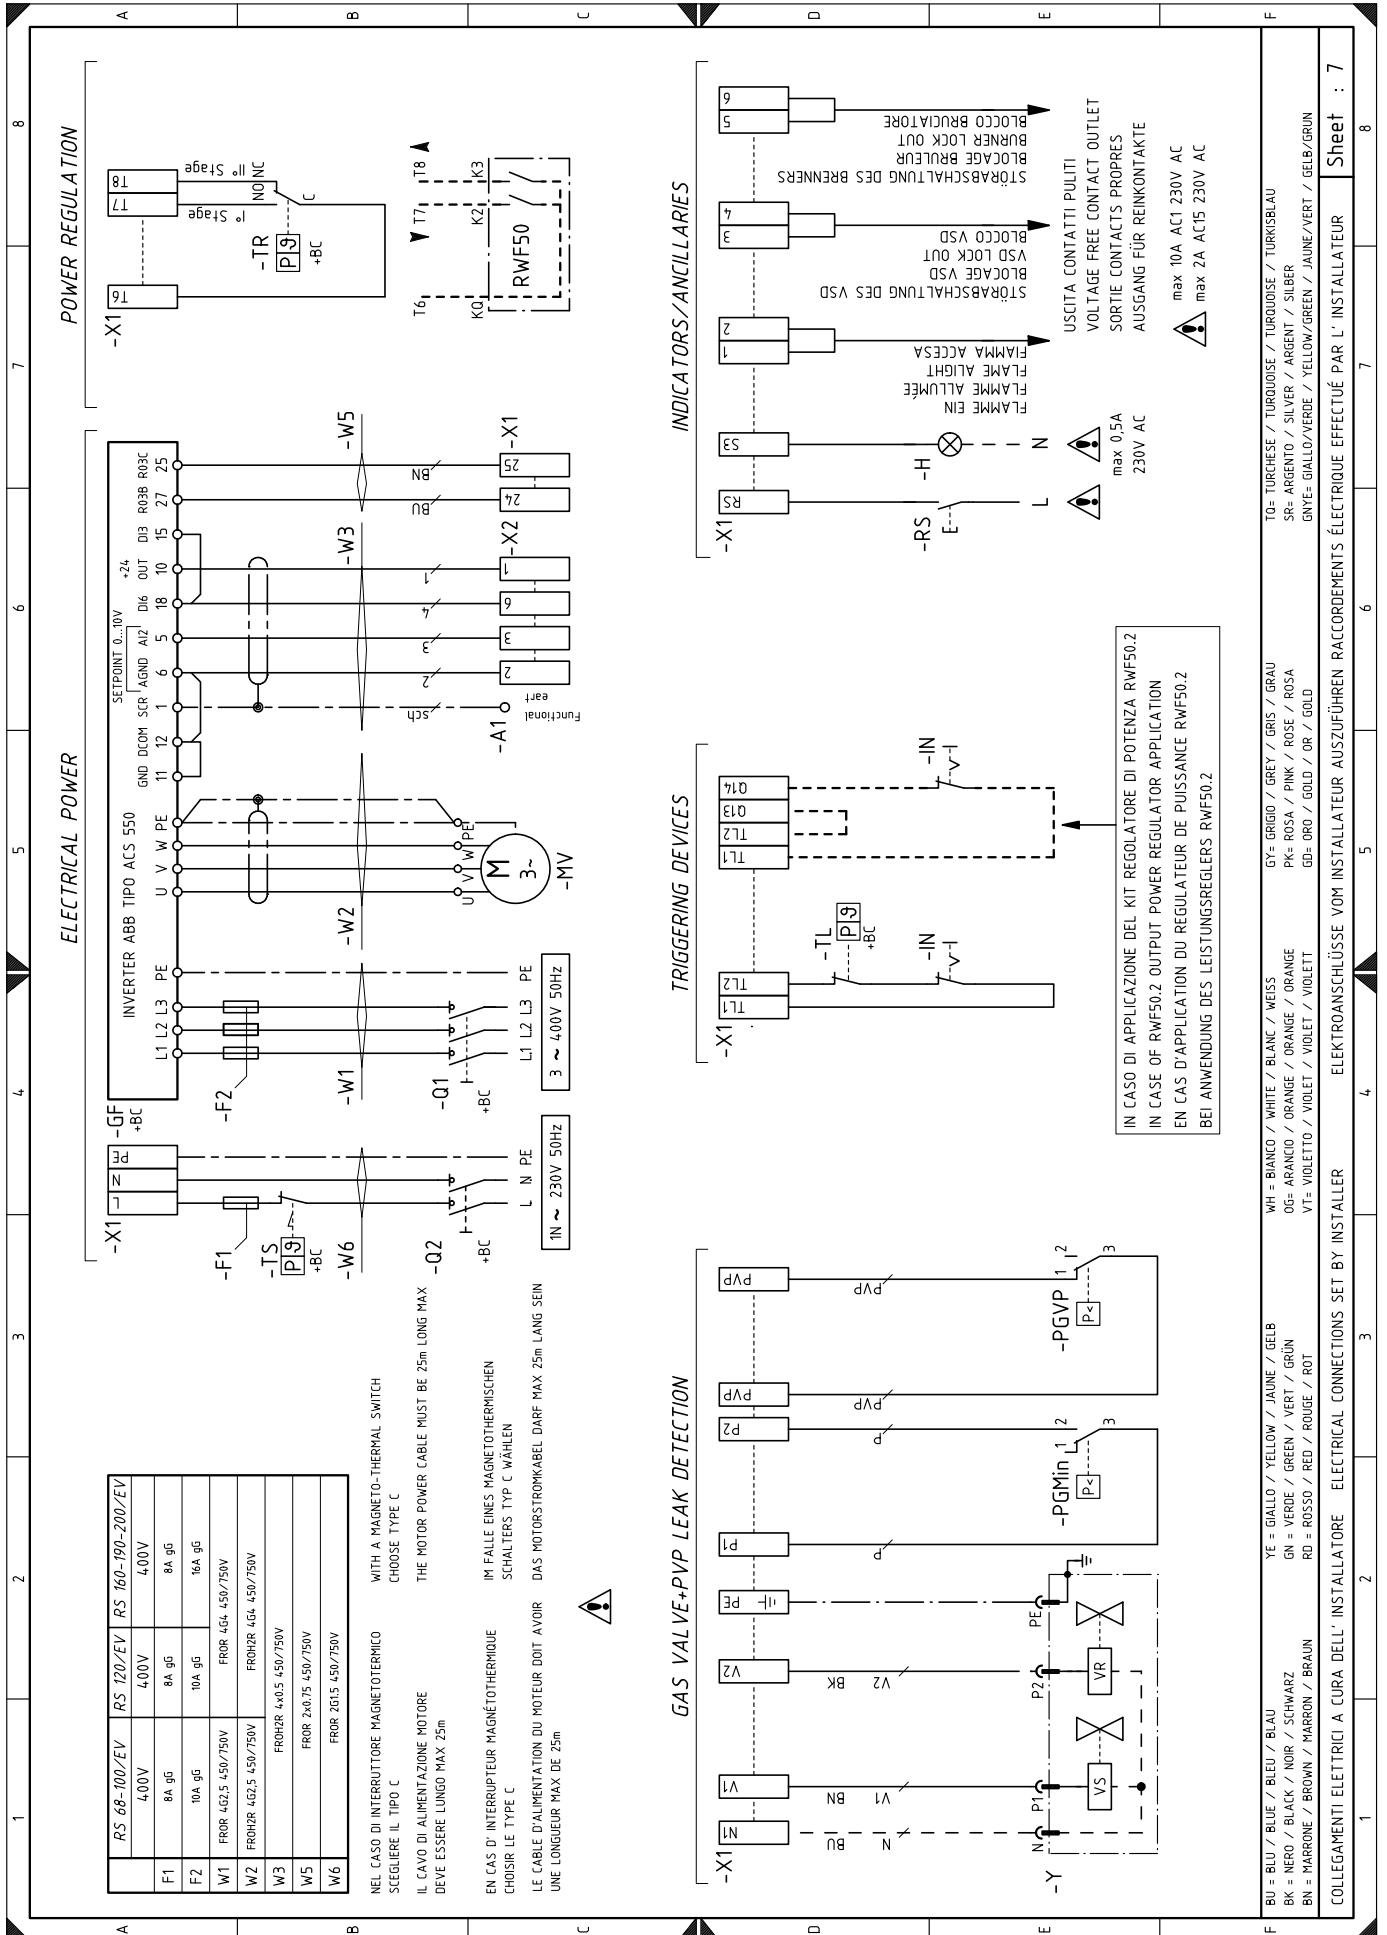 1 2 3 4 5 6 7 8
A B C D E F
ELECTRICAL POWER
POWER REGULATION
RS 68-100/EV RS 120/EV RS 160-190-200/EV
400V 400V 400V
F1 8A gG 8A gG 8A gG
F2 10A gG 10A gG 16A gG
W1 FROR 4G2,5 450/750V FROR 4G4 450/750V
W2 FROH2R 4G2,5 450/750V FROH2R 4G4 450/750V
W3 FROH2R 4x0.5 450/750V
W5 FROR 2x0.75 450/750V
W6 FROR 2G1.5 450/750V
NEL CASO DI INTERRUTTORE MAGNETOTERMICO
SCEGLIERE IL TIPO C
WITH A MAGNETO-THERMAL SWITCH
CHOOSE TYPE C
IL CAVO DI ALIMENTAZIONE MOTORE
DEVE ESSERE LUNGO MAX 25m
THE MOTOR POWER CABLE MUST BE 25m LONG MAX
EN CAS D' INTERRUPTEUR MAGNÉTOTHERMIQUE
CHOISIR LE TYPE C
IM FALLE EINES MAGNETOTHERMISCHEN
SCHALTERS TYP C WÄHLEN
LE CABLE D'ALIMENTATION DU MOTEUR DOIT AVOIR
UNE LONGUEUR MAX DE 25m
DAS MOTORSTROMKABEL DARF MAX 25m LANG SEIN
-X1
L N PE
-F1
-TS
P ϑ
+BC
-W6
-Q2
+BC
L N PE
1N ~ 230V 50Hz
-GF
+BC
INVERTER ABB TIPO ACS 550
L1 L2 L3 PE U V W PE
-F2
-W1
-Q1
+BC
L1 L2 L3 PE
3 ~ 400V 50Hz
-W2
U V W PE
M
3~
-MV
SETPOINT 0...10V
+24
GND DCOM SCR AGND AI2 DI6 OUT DI3 R03B R03C
11 12 1 6 5 18 10 15 27 25
-W3
-W5
sch 2 3 4 1 BU BN
-A1
Functional
eart
2 3 6 1
-X2
24 25
-X1
-X1
T6 T7 T8
I° Stage
II° Stage
NO NC
C
-TR
P ϑ
+BC
T6 T7 T8
KQ K2 K3
RWF50
GAS VALVE+PVP LEAK DETECTION
-X1
N1 V1 V2 PE P1 P2 PVP PVP
BU BN BK
N V1 V2 P P PVP PVP
-Y
N P1 P2 PE
VS VR
-PGMin
P<
1 2 3
-PGVP
P<
1 2 3
TRIGGERING DEVICES
-X1
TL1 TL2
-TL
P ϑ
+BC
-IN
TL1 TL2 Q13 Q14
-IN
IN CASO DI APPLICAZIONE DEL KIT REGOLATORE DI POTENZA RWF50.2
IN CASE OF RWF50.2 OUTPUT POWER REGULATOR APPLICATION
EN CAS D'APPLICATION DU REGULATEUR DE PUISSANCE RWF50.2
BEI ANWENDUNG DES LEISTUNGSREGLERS RWF50.2
INDICATORS/ANCILLARIES
-X1
RS S3 1 2 3 4 5 6
-RS
-H
L N
max 0,5A
230V AC
FIAMMA ACCESA
FLAME ALIGHT
FLAMME ALLUMÉE
FLAMME EIN
BLOCCO VSD
VSD LOCK OUT
BLOCAGE VSD
STÖRABSCHALTUNG DES VSD
BLOCCO BRUCIATORE
BURNER LOCK OUT
BLOCAGE BRULEUR
STÖRABSCHALTUNG DES BRENNERS
USCITA CONTATTI PULITI
VOLTAGE FREE CONTACT OUTLET
SORTIE CONTACTS PROPRES
AUSGANG FÜR REINKONTAKTE
max 10A AC1 230V AC
max 2A AC15 230V AC
BU = BLU / BLUE / BLEU / BLAU
BK = NERO / BLACK / NOIR / SCHWARZ
BN = MARRONE / BROWN / MARRON / BRAUN
YE = GIALLO / YELLOW / JAUNE / GELB
GN = VERDE / GREEN / VERT / GRÜN
RD = ROSSO / RED / ROUGE / ROT
WH = BIANCO / WHITE / BLANC / WEISS
OG= ARANCIO / ORANGE / ORANGE / ORANGE
VT= VIOLETTO / VIOLET / VIOLET / VIOLETT
GY= GRIGIO / GREY / GRIS / GRAU
PK= ROSA / PINK / ROSE / ROSA
GD= ORO / GOLD / OR / GOLD
TQ= TURCHESE / TURQUOISE / TURQUOISE / TURKISBLAU
SR= ARGENTO / SILVER / ARGENT / SILBER
GNYE= GIALLO/VERDE / YELLOW/GREEN / JAUNE/VERT / GELB/GRUN
COLLEGAMENTI ELETTRICI A CURA DELL' INSTALLATORE ELECTRICAL CONNECTIONS SET BY INSTALLER ELEKTROANSCHLÜSSE VOM INSTALLATEUR AUSZUFÜHREN RACCORDEMENTS ÉLECTRIQUE EFFECTUÉ PAR L' INSTALLATEUR
Sheet : 7
1 2 3 4 5 6 7 8
A B C D E F